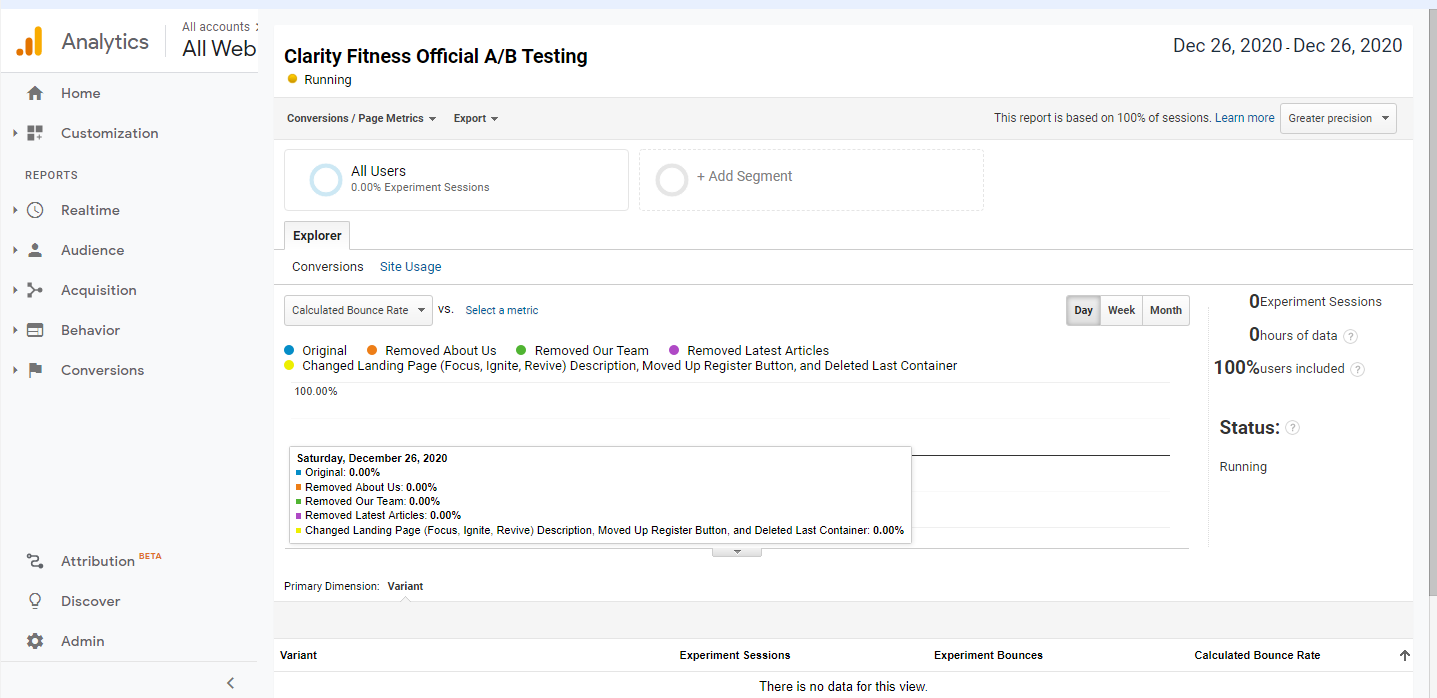 Analytics
All accounts >
All Web
Home
Customization
REPORTS
Realtime
Audience
Acquisition
Behavior
Conversions
Attribution BETA
Discover
Admin
Clarity Fitness Official A/B Testing
Running
Dec 26, 2020 - Dec 26, 2020
Conversions / Page Metrics
Export
This report is based on 100% of sessions. Learn more
Greater precision
All Users
0.00% Experiment Sessions
+ Add Segment
Explorer
Conversions
Site Usage
Calculated Bounce Rate
VS.
Select a metric
Day
Week
Month
Original
Removed About Us
Removed Our Team
Removed Latest Articles
Changed Landing Page (Focus, Ignite, Revive) Description, Moved Up Register Button, and Deleted Last Container
100.00%
Saturday, December 26, 2020
Original: 0.00%
Removed About Us: 0.00%
Removed Our Team: 0.00%
Removed Latest Articles: 0.00%
Changed Landing Page (Focus, Ignite, Revive) Description, Moved Up Register Button, and Deleted Last Container: 0.00%
0 Experiment Sessions
0 hours of data ?
100% users included ?
Status: ?
Running
Primary Dimension: Variant
Variant
Experiment Sessions
Experiment Bounces
Calculated Bounce Rate
There is no data for this view.